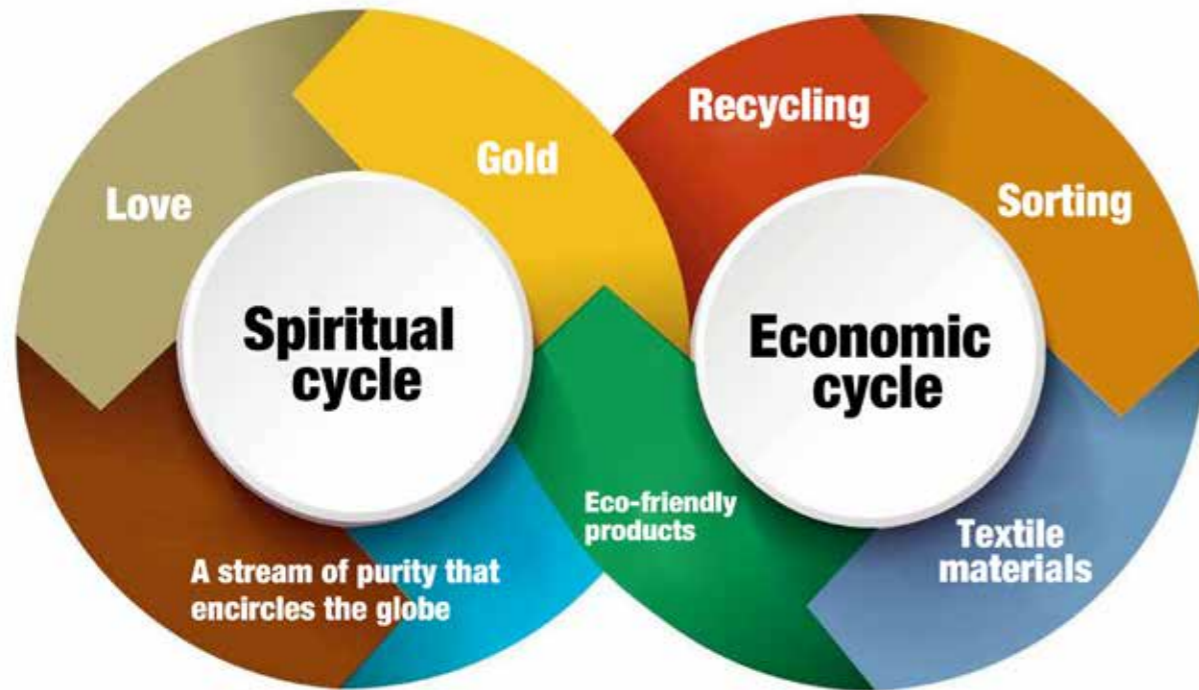 Love
Gold
Spiritual
cycle
A stream of purity that
encircles the globe
Recycling
Sorting
Economic
cycle
Eco-friendly
products
Textile
materials